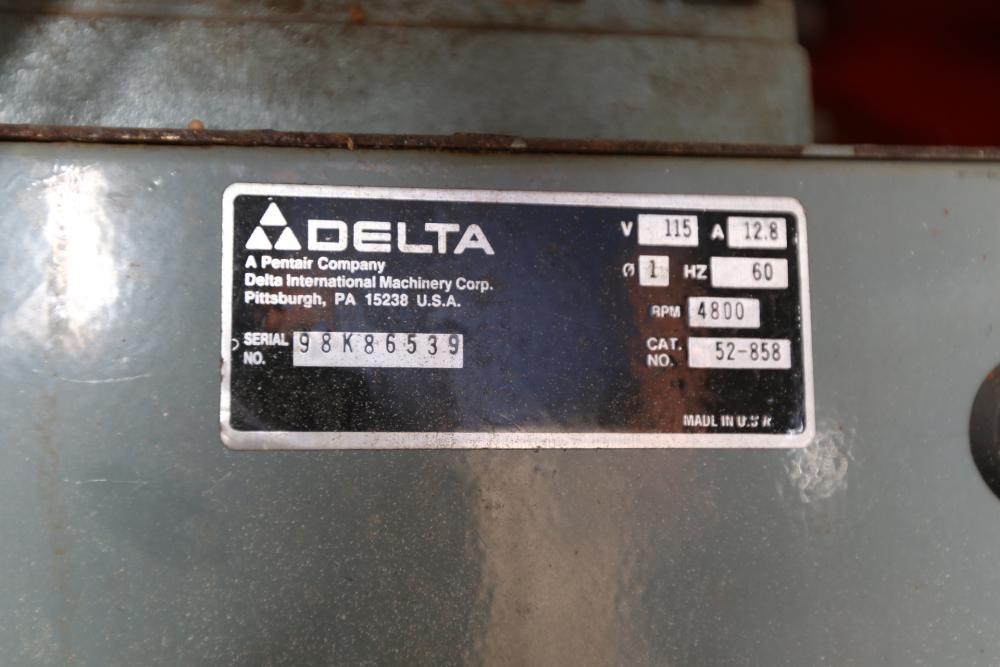 DELTA
A Pentair Company
Delta International Machinery Corp.
Pittsburgh, PA 15238 U.S.A.
SERIAL NO. 98K86539
V 115 A 12.8
Ø 1 HZ 60
RPM 4800
CAT. NO. 52-858
MADE IN U.S.A.